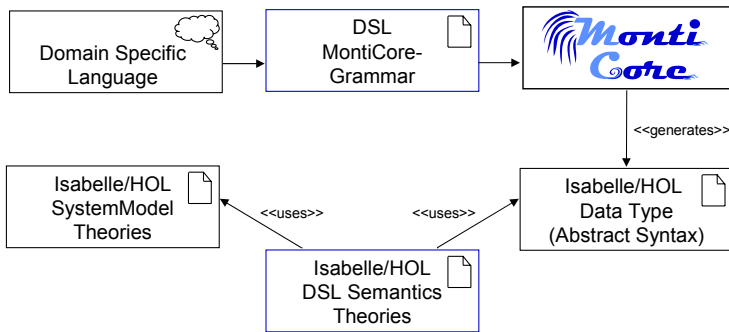 Domain Specific
Language
DSL
MontiCore-
Grammar
Monti
Core
<<generates>>
Isabelle/HOL
SystemModel
Theories
<<uses>>
<<uses>>
Isabelle/HOL
Data Type
(Abstract Syntax)
Isabelle/HOL
DSL Semantics
Theories